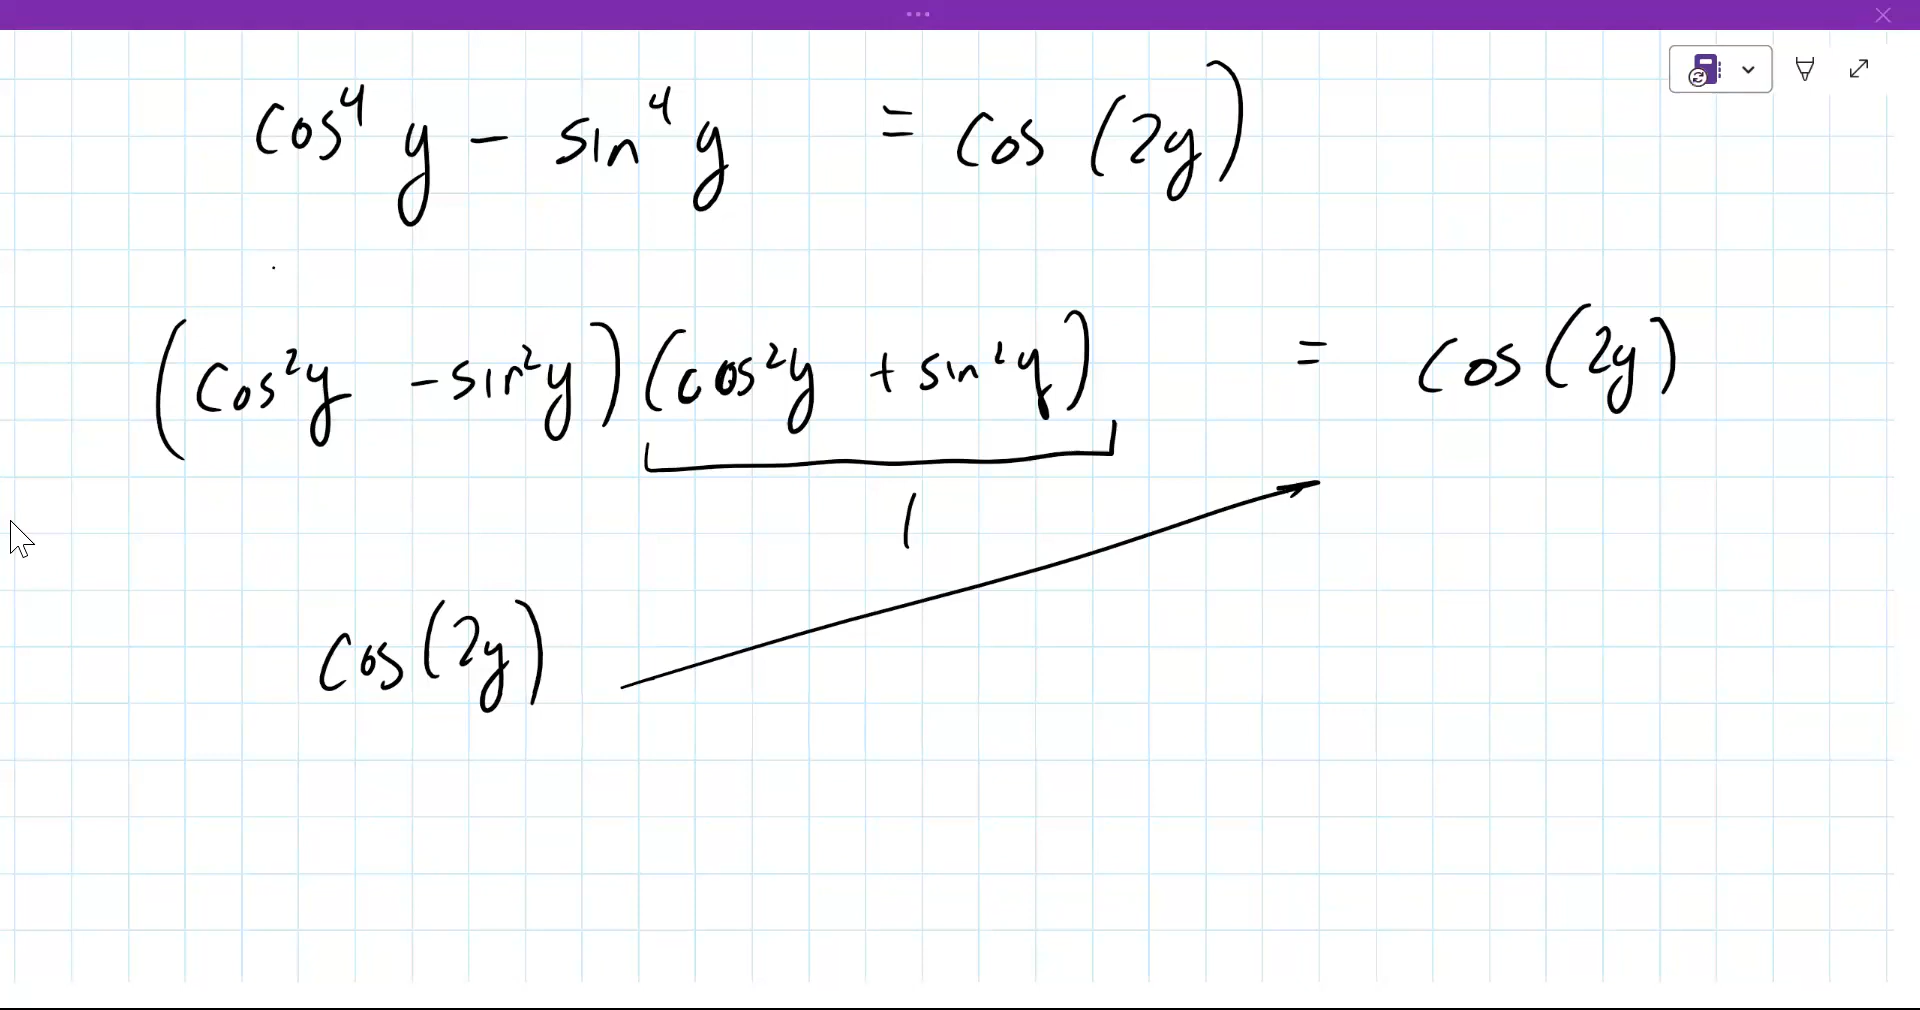 cos⁴ y - sin⁴ y = cos (2y)
(cos²y - sin²y)(cos²y + sin²y) = cos(2y)
1
cos(2y)